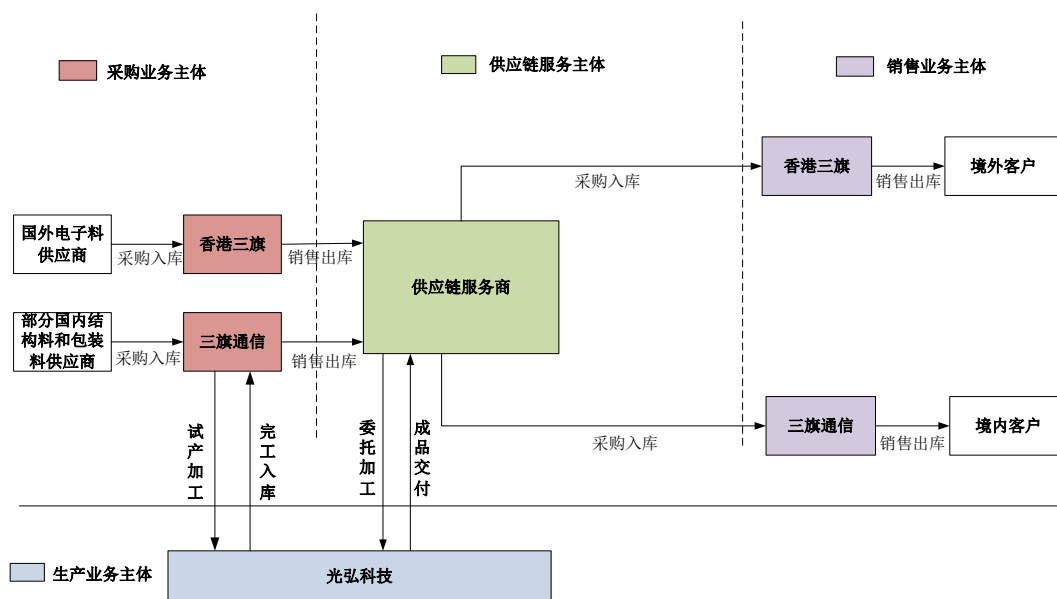 采购业务主体
供应链服务主体
销售业务主体
香港三旗
销售出库
境外客户
采购入库
国外电子料
供应商
采购入库
香港三旗
销售出库
供应链服务商
部分国内结
构料和包装
料供应商
采购入库
三旗通信
销售出库
试产加工
完工入库
委托加工
成品交付
采购入库
三旗通信
销售出库
境内客户
生产业务主体
光弘科技